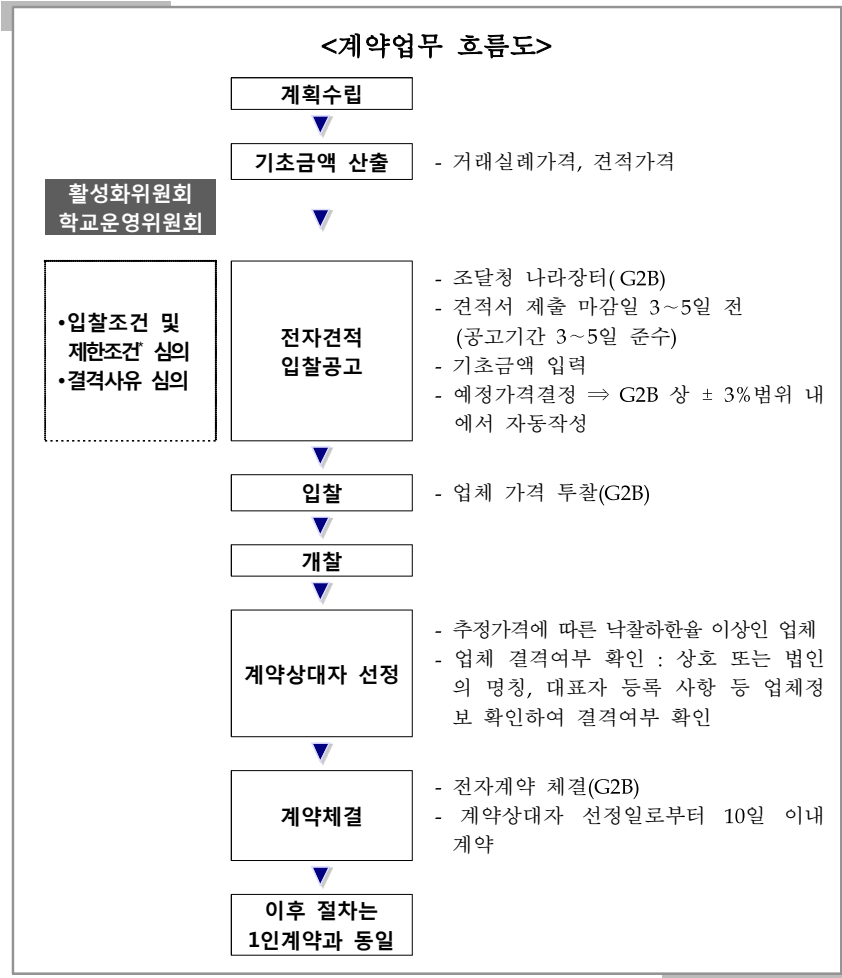 <계약업무 흐름도>
계획수립
기초금액 산출
- 거래실례가격, 견적가격
활성화위원회
학교운영위원회
•입찰조건 및
제한조건* 심의
•결격사유 심의
전자견적
입찰공고
- 조달청 나라장터( G2B)
- 견적서 제출 마감일 3~5일 전
(공고기간 3~5일 준수)
- 기초금액 입력
- 예정가격결정 ⇒ G2B 상 ± 3%범위 내
에서 자동작성
입찰
- 업체 가격 투찰(G2B)
개찰
계약상대자 선정
- 추정가격에 따른 낙찰하한율 이상인 업체
- 업체 결격여부 확인 : 상호 또는 법인
의 명칭, 대표자 등록 사항 등 업체정
보 확인하여 결격여부 확인
계약체결
- 전자계약 체결(G2B)
- 계약상대자 선정일로부터 10일 이내
계약
이후 절차는
1인계약과 동일